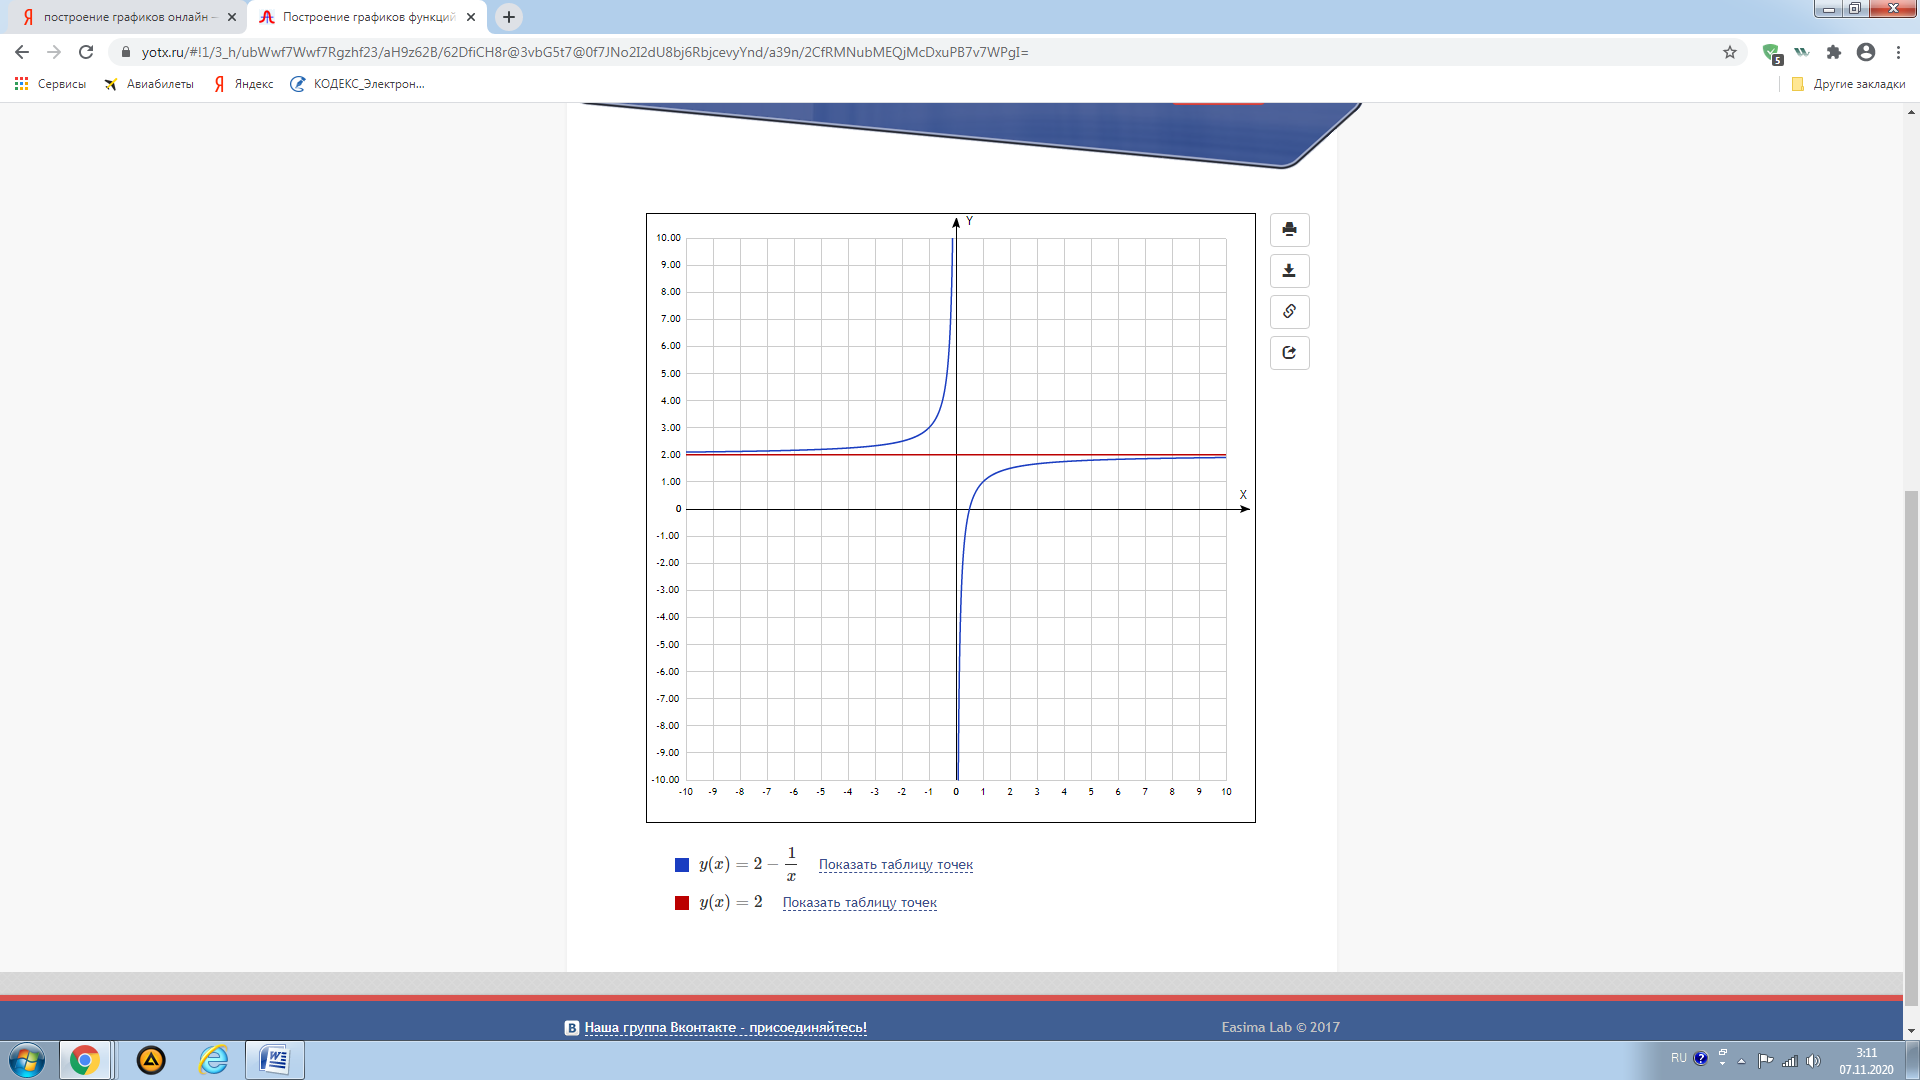 построение графиков онлайн –
Построение графиков функций
yotx.ru/#!1/3_h/ubWwf7Wwf7Rgzhf23/aH9z62B/62DfiCH8r@3vbG5t7@0f7JNo2I2dU8bj6RbjcevyYnd/a39n/2CfRMNubMEQjMcDxuPB7v7WPgI=
5
Сервисы
Авиабилеты
Яндекс
КОДЕКС_Электрон...
Другие закладки
Y
10.00
9.00
8.00
7.00
6.00
5.00
4.00
3.00
2.00
1.00
X
0
-1.00
-2.00
-3.00
-4.00
-5.00
-6.00
-7.00
-8.00
-9.00
-10.00
-10 -9 -8 -7 -6 -5 -4 -3 -2 -1 0 1 2 3 4 5 6 7 8 9 10
y(x) = 2 − 1/x Показать таблицу точек
y(x) = 2 Показать таблицу точек
В Наша группа Вконтакте - присоединяйтесь!
Easima Lab © 2017
RU
3:11
07.11.2020